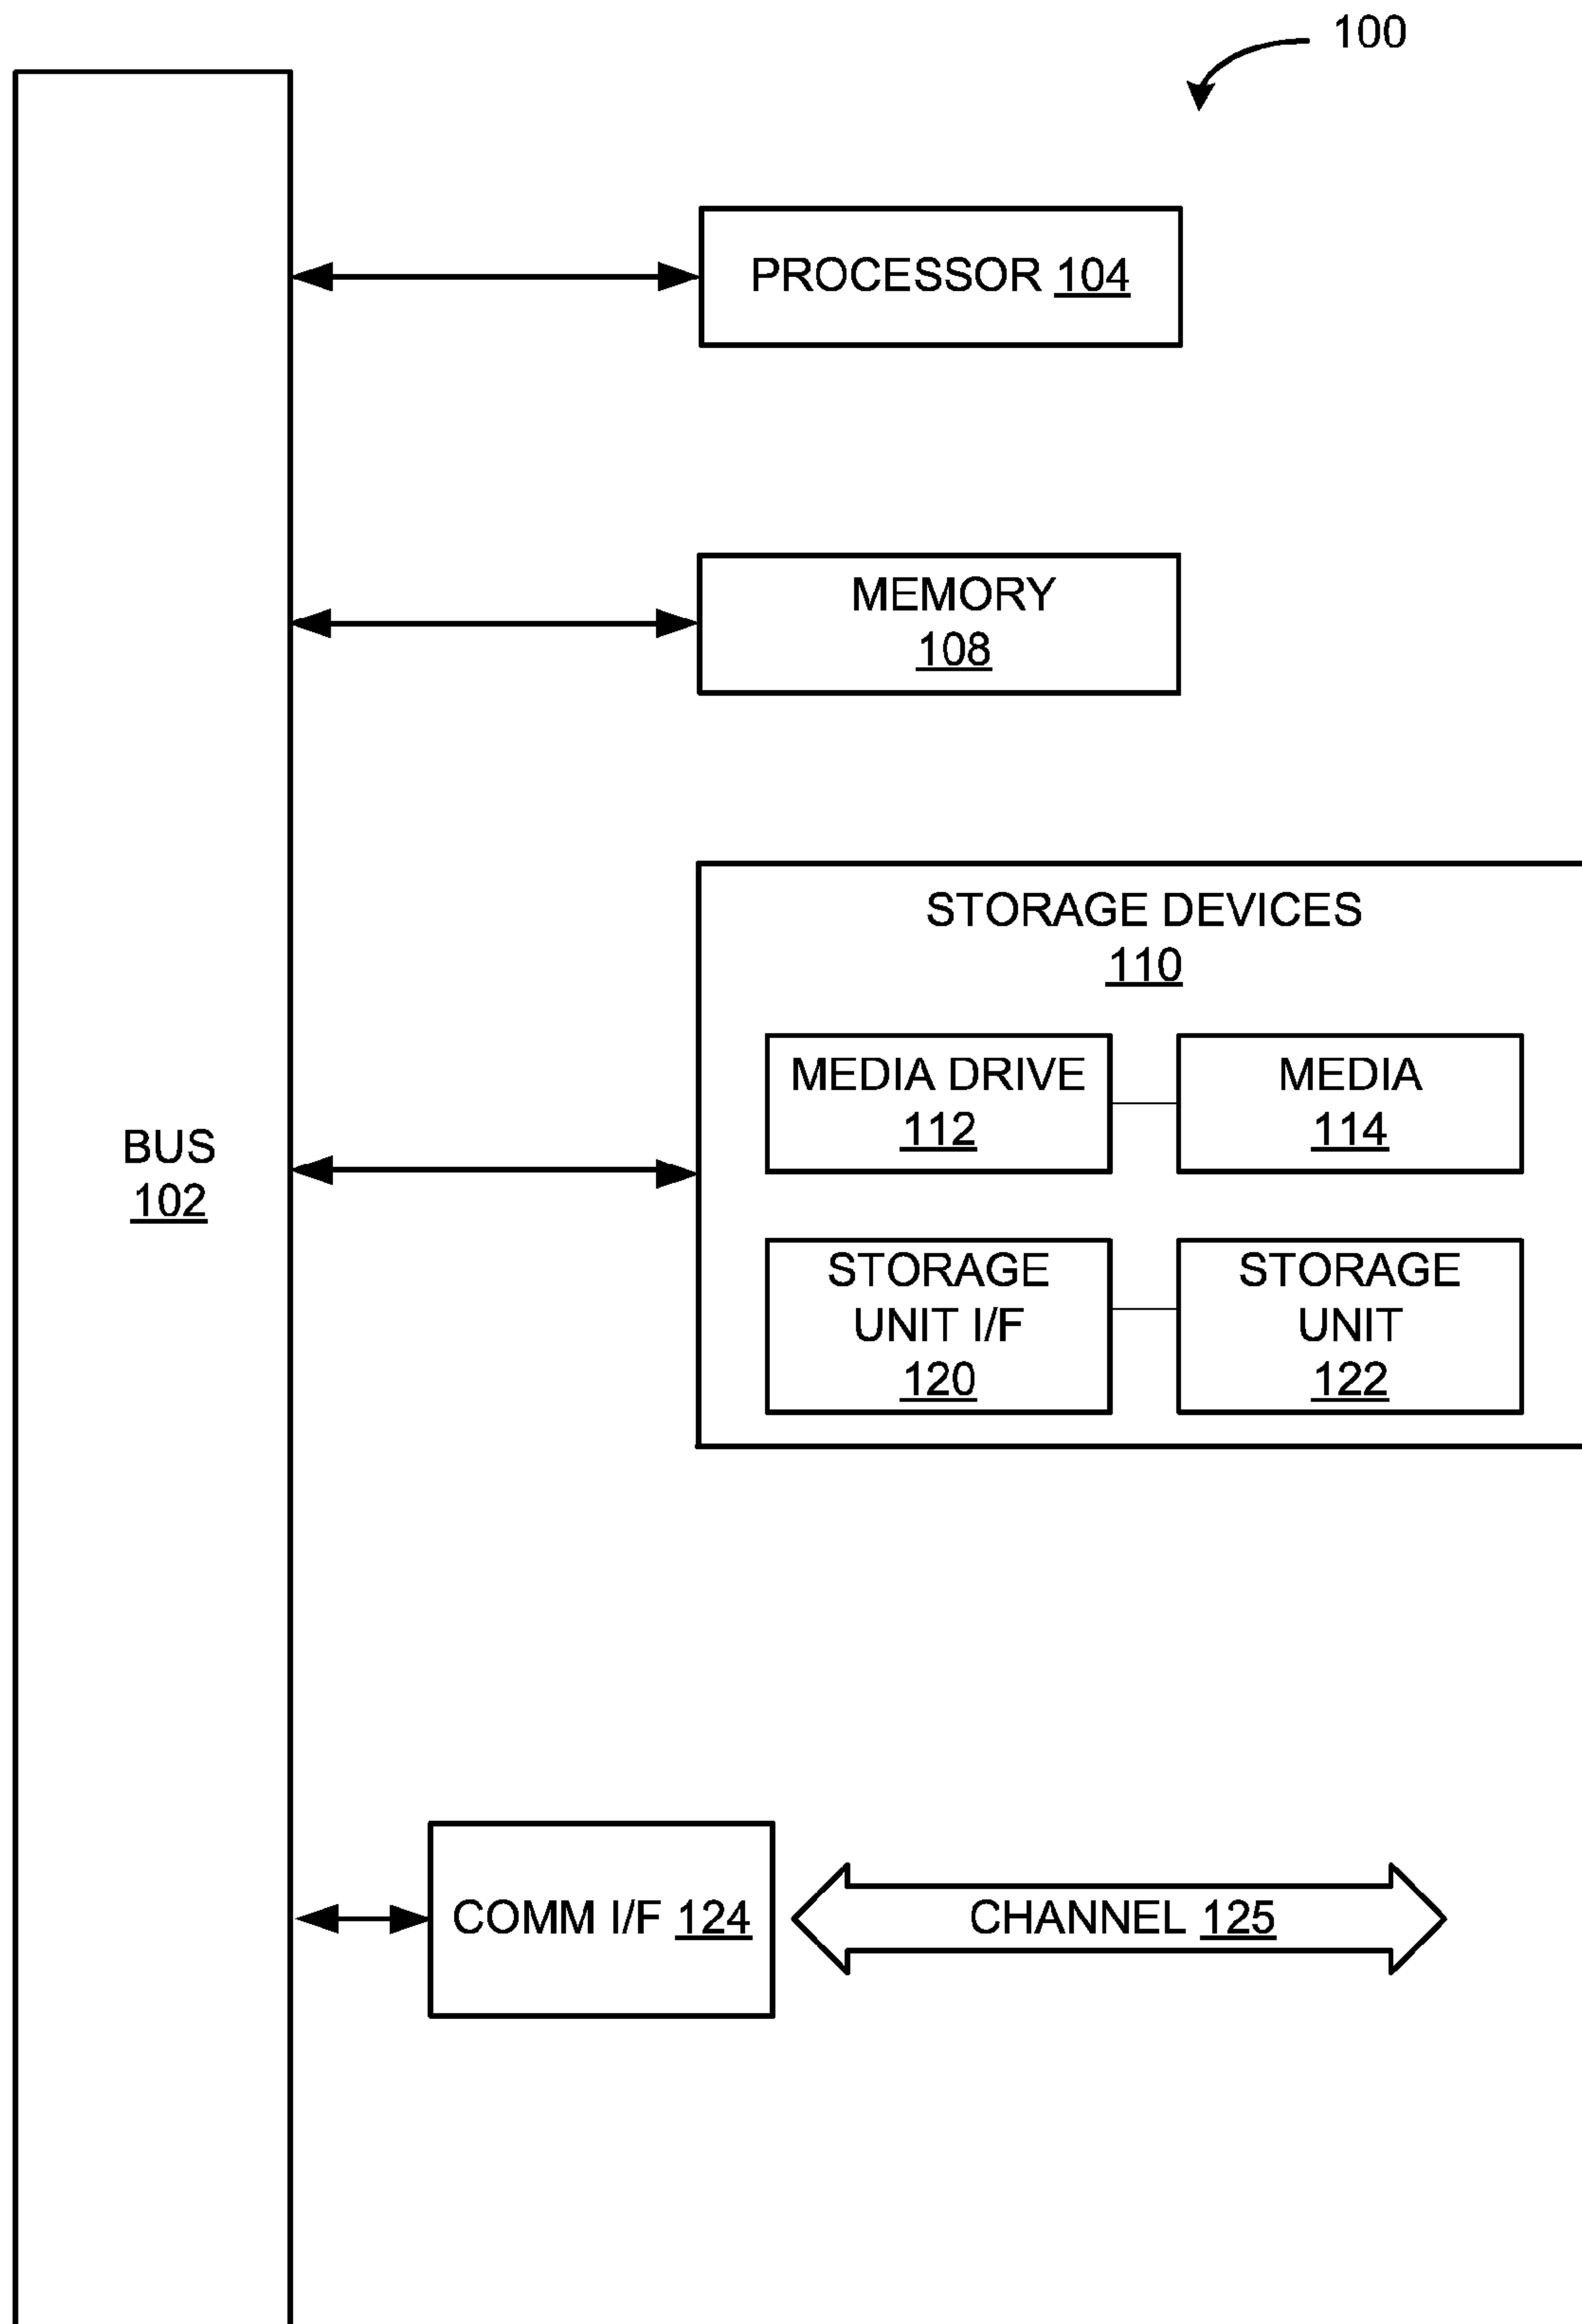 100
PROCESSOR 104
MEMORY
108
STORAGE DEVICES
110
MEDIA DRIVE
112
MEDIA
114
BUS
102
STORAGE
UNIT I/F
120
STORAGE
UNIT
122
COMM I/F 124
CHANNEL 125